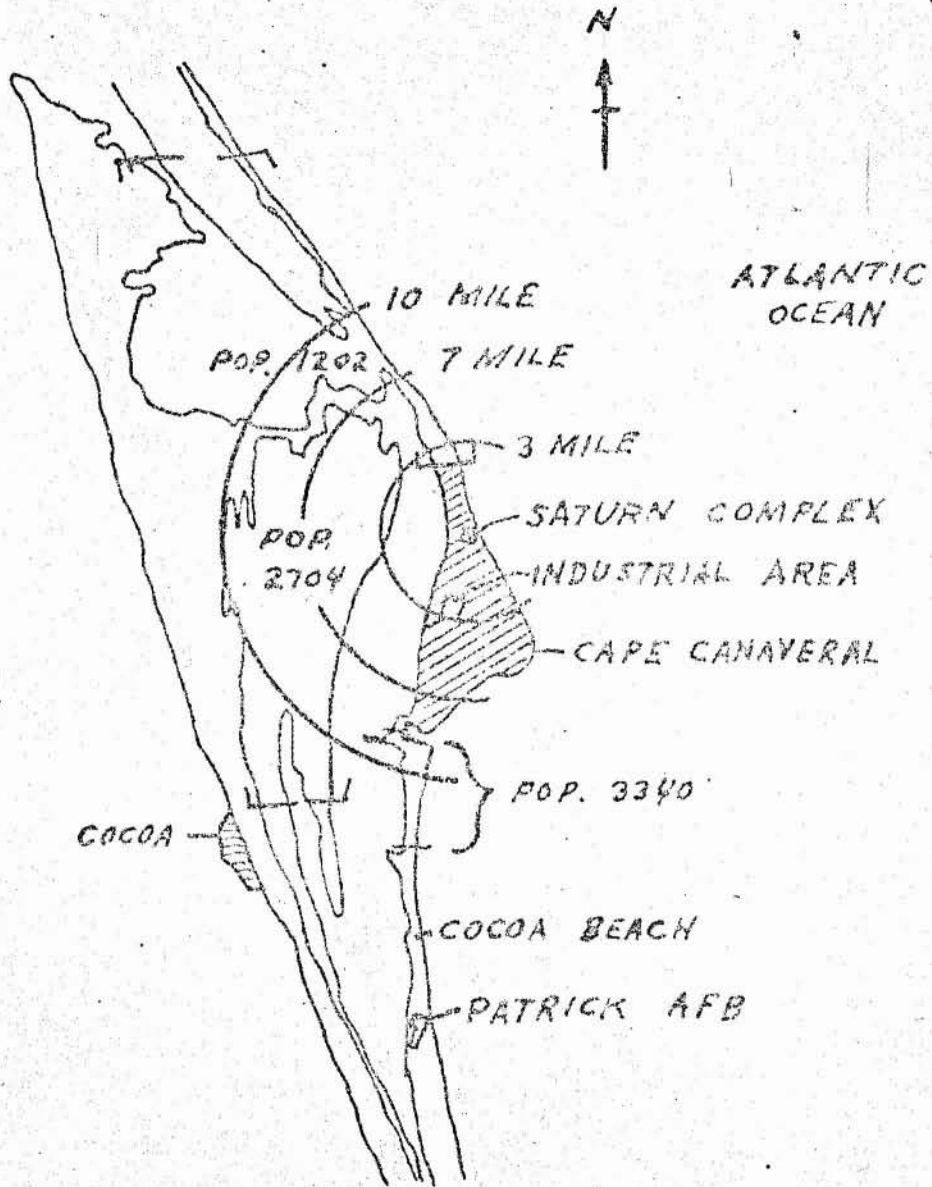 N
ATLANTIC
OCEAN
10 MILE
POP. 1202
7 MILE
3 MILE
SATURN COMPLEX
POP.
2704
INDUSTRIAL AREA
CAPE CANAVERAL
POP. 3340
COCOA
COCOA BEACH
PATRICK AFB